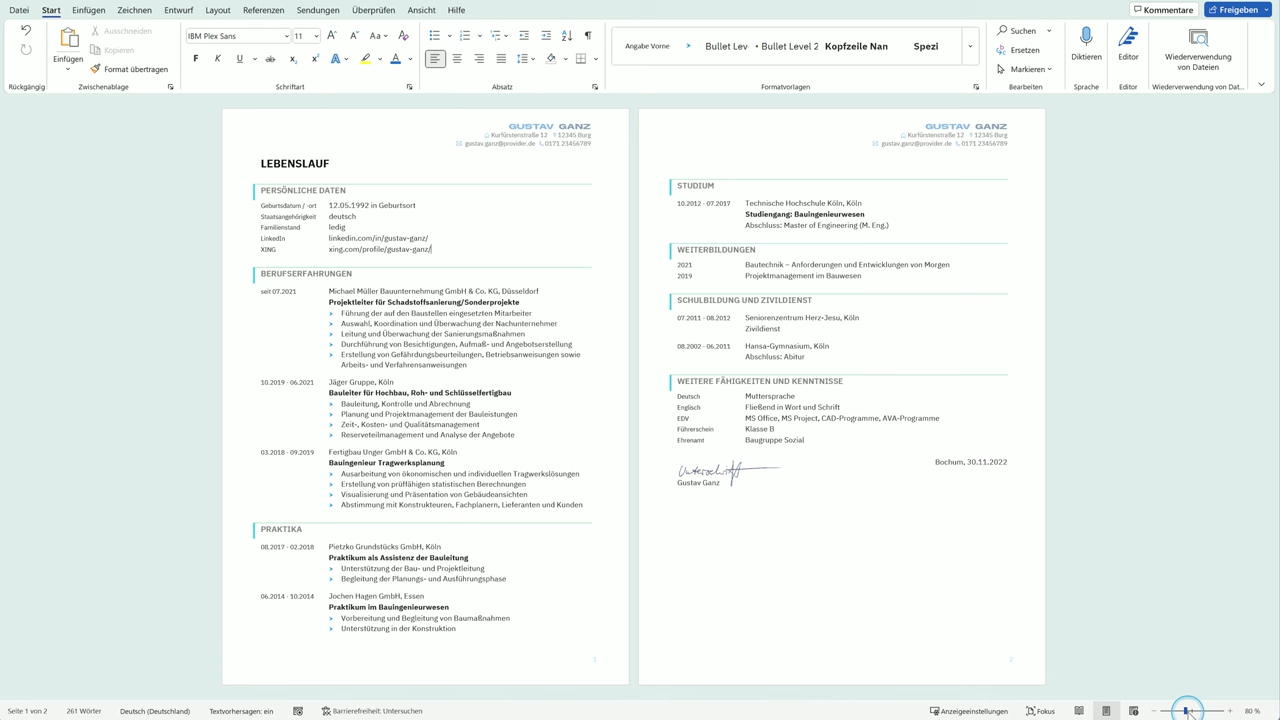 Datei Start Einfügen Zeichnen Entwurf Layout Referenzen Sendungen Überprüfen Ansicht Hilfe Kommentare Freigeben
Ausschneiden
Kopieren
Format übertragen
Einfügen
IBM Plex Sans 11
Angabe Vorne Bullet Lev • Bullet Level 2 Kopfzeile Nan Spezi
Suchen
Ersetzen
Markieren
Diktieren Editor Wiederverwendung von Dateien
Rückgängig Zwischenablage Schriftart Absatz Formatvorlagen Bearbeiten Sprache Editor Wiederverwendung von Dat...
GUSTAV GANZ
Kurfürstenstraße 12 12345 Burg
gustav.ganz@provider.de 0171 23456789
LEBENSLAUF
PERSÖNLICHE DATEN
Geburtsdatum / -ort 12.05.1992 in Geburtsort
Staatsangehörigkeit deutsch
Familienstand ledig
LinkedIn linkedin.com/in/gustav-ganz/
XING xing.com/profile/gustav-ganz/
BERUFSERFAHRUNGEN
seit 07.2021 Michael Müller Bauunternehmung GmbH & Co. KG, Düsseldorf
Projektleiter für Schadstoffsanierung/Sonderprojekte
Führung der auf den Baustellen eingesetzten Mitarbeiter
Auswahl, Koordination und Überwachung der Nachunternehmer
Leitung und Überwachung der Sanierungsmaßnahmen
Durchführung von Besichtigungen, Aufmaß- und Angebotserstellung
Erstellung von Gefährdungsbeurteilungen, Betriebsanweisungen sowie
Arbeits- und Verfahrensanweisungen
10.2019 - 06.2021 Jäger Gruppe, Köln
Bauleiter für Hochbau, Roh- und Schlüsselfertigbau
Bauleitung, Kontrolle und Abrechnung
Planung und Projektmanagement der Bauleistungen
Zeit-, Kosten- und Qualitätsmanagement
Reserveteilmanagement und Analyse der Angebote
03.2018 - 09.2019 Fertigbau Unger GmbH & Co. KG, Köln
Bauingenieur Tragwerksplanung
Ausarbeitung von ökonomischen und individuellen Tragwerkslösungen
Erstellung von prüffähigen statistischen Berechnungen
Visualisierung und Präsentation von Gebäudeansichten
Abstimmung mit Konstrukteuren, Fachplanern, Lieferanten und Kunden
PRAKTIKA
08.2017 - 02.2018 Pietzko Grundstücks GmbH, Köln
Praktikum als Assistenz der Bauleitung
Unterstützung der Bau- und Projektleitung
Begleitung der Planungs- und Ausführungsphase
06.2014 - 10.2014 Jochen Hagen GmbH, Essen
Praktikum im Bauingenieurwesen
Vorbereitung und Begleitung von Baumaßnahmen
Unterstützung in der Konstruktion
1
GUSTAV GANZ
Kurfürstenstraße 12 12345 Burg
gustav.ganz@provider.de 0171 23456789
STUDIUM
10.2012 - 07.2017 Technische Hochschule Köln, Köln
Studiengang: Bauingenieurwesen
Abschluss: Master of Engineering (M. Eng.)
WEITERBILDUNGEN
2021 Bautechnik – Anforderungen und Entwicklungen von Morgen
2019 Projektmanagement im Bauwesen
SCHULBILDUNG UND ZIVILDIENST
07.2011 - 08.2012 Seniorenzentrum Herz-Jesu, Köln
Zivildienst
08.2002 - 06.2011 Hansa-Gymnasium, Köln
Abschluss: Abitur
WEITERE FÄHIGKEITEN UND KENNTNISSE
Deutsch Muttersprache
Englisch Fließend in Wort und Schrift
EDV MS Office, MS Project, CAD-Programme, AVA-Programme
Führerschein Klasse B
Ehrenamt Baugruppe Sozial
Bochum, 30.11.2022
Unterschrift
Gustav Ganz
2
Seite 1 von 2 261 Wörter Deutsch (Deutschland) Textvorhersagen: ein Barrierefreiheit: Untersuchen Anzeigeeinstellungen Fokus 80 %